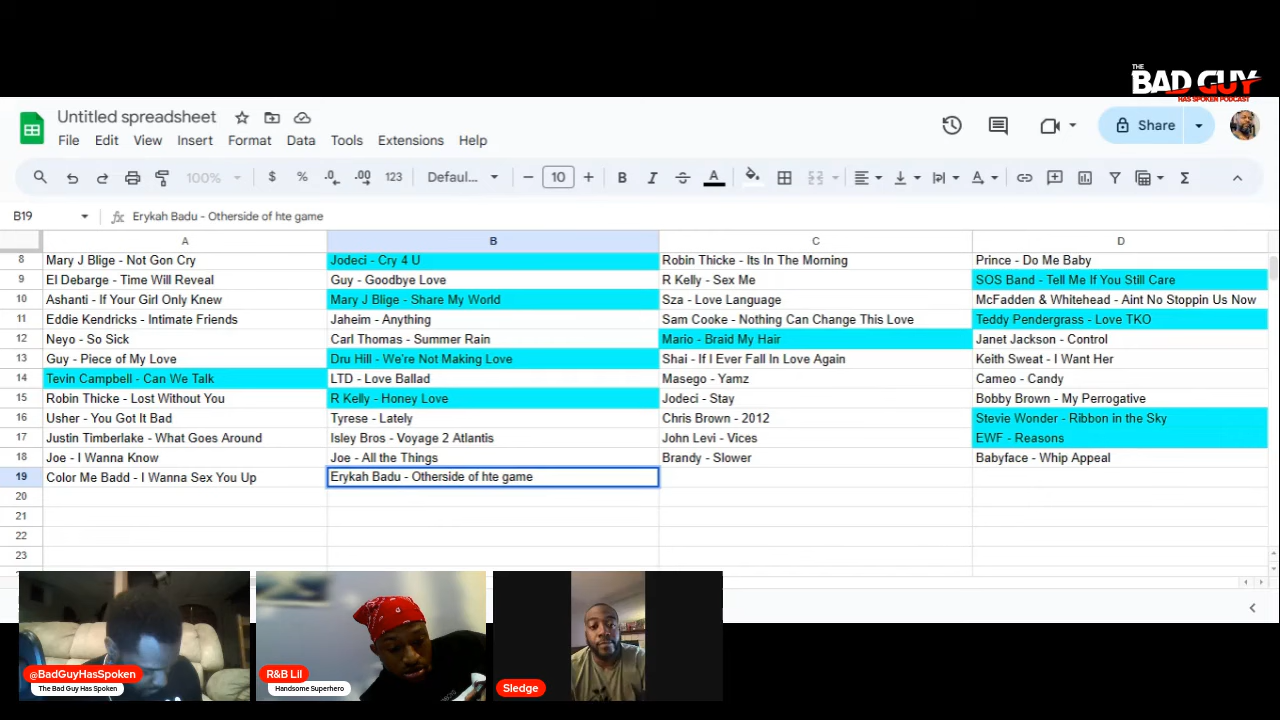 THE
BAD GUY
HAS SPOKEN PODCAST
Untitled spreadsheet
File Edit View Insert Format Data Tools Extensions Help
Share
100% $ % .0 .00 123 Defaul... 10 B I A
B19 fx Erykah Badu - Otherside of hte game
A B C D
8 Mary J Blige - Not Gon Cry Jodeci - Cry 4 U Robin Thicke - Its In The Morning Prince - Do Me Baby
9 El Debarge - Time Will Reveal Guy - Goodbye Love R Kelly - Sex Me SOS Band - Tell Me If You Still Care
10 Ashanti - If Your Girl Only Knew Mary J Blige - Share My World Sza - Love Language McFadden & Whitehead - Aint No Stoppin Us Now
11 Eddie Kendricks - Intimate Friends Jaheim - Anything Sam Cooke - Nothing Can Change This Love Teddy Pendergrass - Love TKO
12 Neyo - So Sick Carl Thomas - Summer Rain Mario - Braid My Hair Janet Jackson - Control
13 Guy - Piece of My Love Dru Hill - We're Not Making Love Shai - If I Ever Fall In Love Again Keith Sweat - I Want Her
14 Tevin Campbell - Can We Talk LTD - Love Ballad Masego - Yamz Cameo - Candy
15 Robin Thicke - Lost Without You R Kelly - Honey Love Jodeci - Stay Bobby Brown - My Perrogative
16 Usher - You Got It Bad Tyrese - Lately Chris Brown - 2012 Stevie Wonder - Ribbon in the Sky
17 Justin Timberlake - What Goes Around Isley Bros - Voyage 2 Atlantis John Levi - Vices EWF - Reasons
18 Joe - I Wanna Know Joe - All the Things Brandy - Slower Babyface - Whip Appeal
19 Color Me Badd - I Wanna Sex You Up Erykah Badu - Otherside of hte game
20
21
22
23
@BadGuyHasSpoken
The Bad Guy Has Spoken
R&B Lil
Handsome Superhero
Sledge